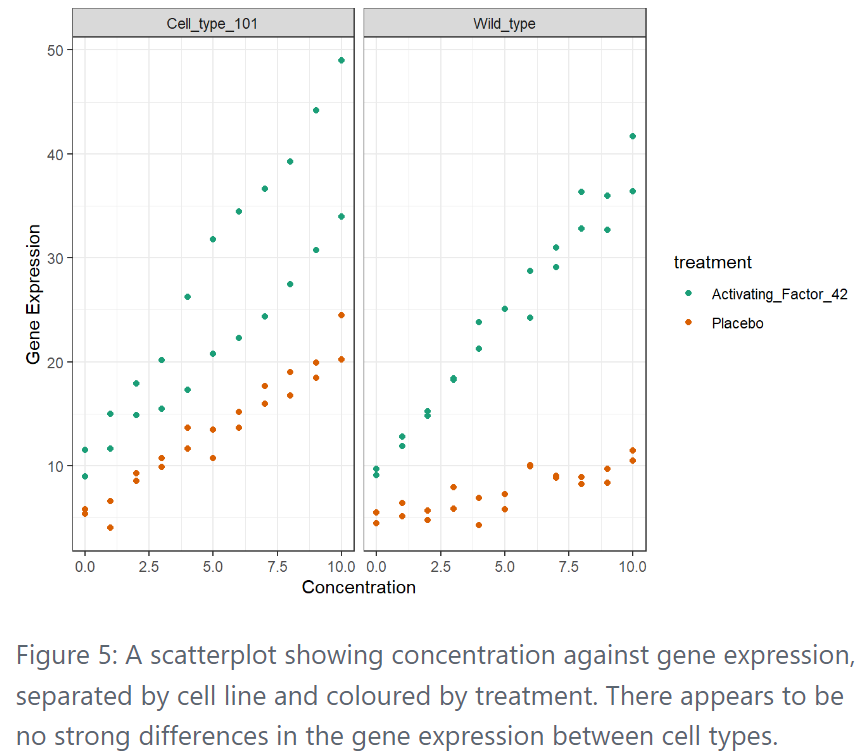 Cell_type_101
Wild_type
50
40
30
20
10
Gene Expression
0.0 2.5 5.0 7.5 10.0
0.0 2.5 5.0 7.5 10.0
Concentration
treatment
Activating_Factor_42
Placebo
Figure 5: A scatterplot showing concentration against gene expression,
separated by cell line and coloured by treatment. There appears to be
no strong differences in the gene expression between cell types.